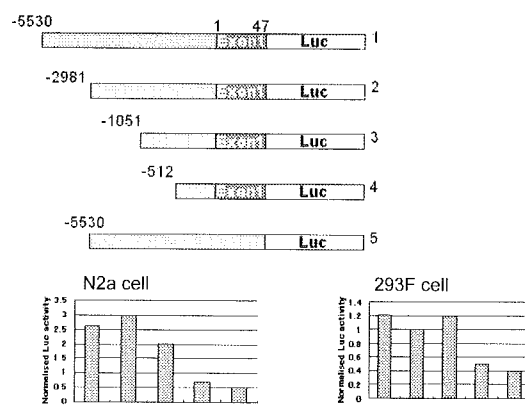 -5530
1 47
Exon1 Luc 1
-2981
Exon1 Luc 2
-1051
Exon1 Luc 3
-512
Exon1 Luc 4
-5530
Luc 5
N2a cell
Normalised Luc activity
3.5
3
2.5
2
1.5
1
0.5
0
293F cell
Normalised Luc activity
1.4
1.2
1
0.8
0.6
0.4
0.2
0